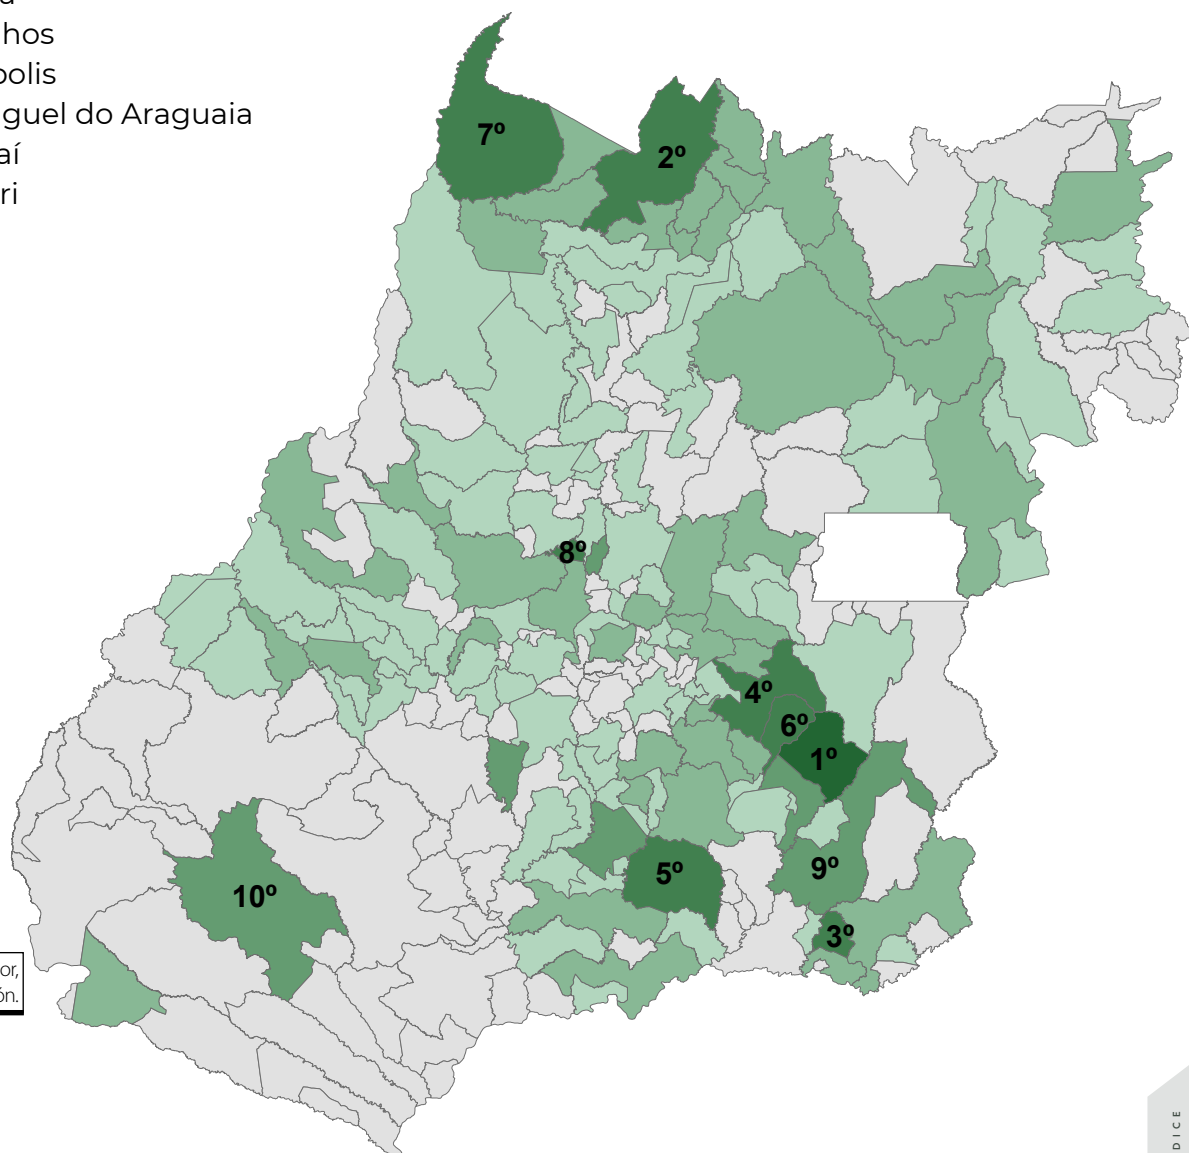 hos
polis
guel do Araguaia
aí
ri
7º
2º
8º
4º
6º
1º
5º
9º
10º
3º
or,
ón.
DICE